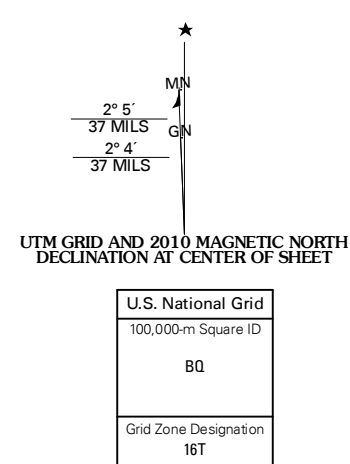 MN
2° 5´
37 MILS
GN
2° 4´
37 MILS
UTM GRID AND 2010 MAGNETIC NORTH
DECLINATION AT CENTER OF SHEET
U.S. National Grid
100,000-m Square ID
BQ
Grid Zone Designation
16T